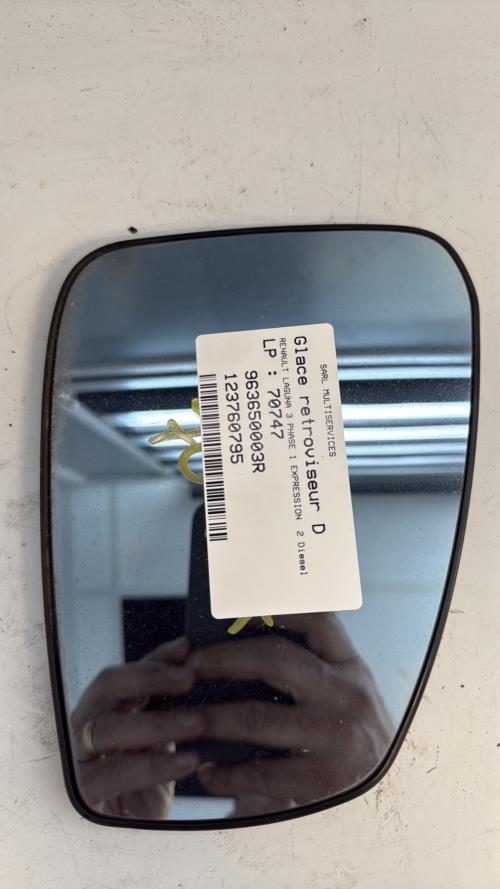 SARL MULTISERVICES
Glace retroviseur D
RENAULT LAGUNA 3 PHASE 1 EXPRESSION 2 Diesel
LP : 70747
963650003R
123760795